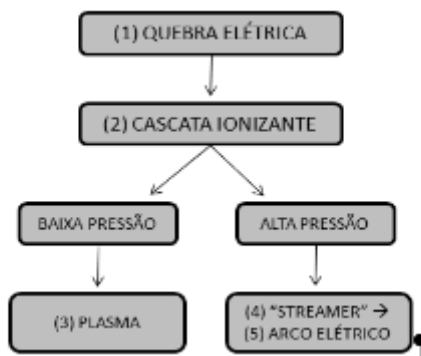 (1) QUEBRA ELÉTRICA
(2) CASCATA IONIZANTE
BAIXA PRESSÃO
ALTA PRESSÃO
(3) PLASMA
(4) "STREAMER" →
(5) ARCO ELÉTRICO